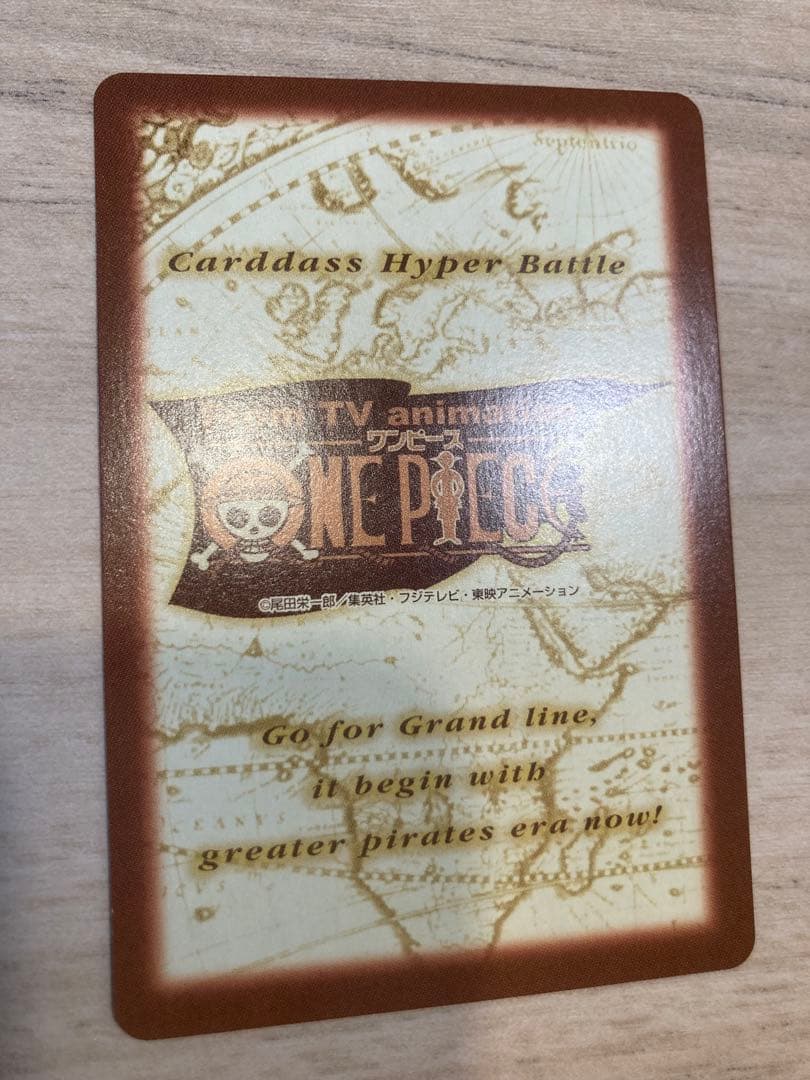 Septentrio
Carddass Hyper Battle
From TV animation
ワンピース
ONE PIECE
©尾田栄一郎／集英社・フジテレビ・東映アニメーション
Go for Grand line,
it begin with
greater pirates era now!